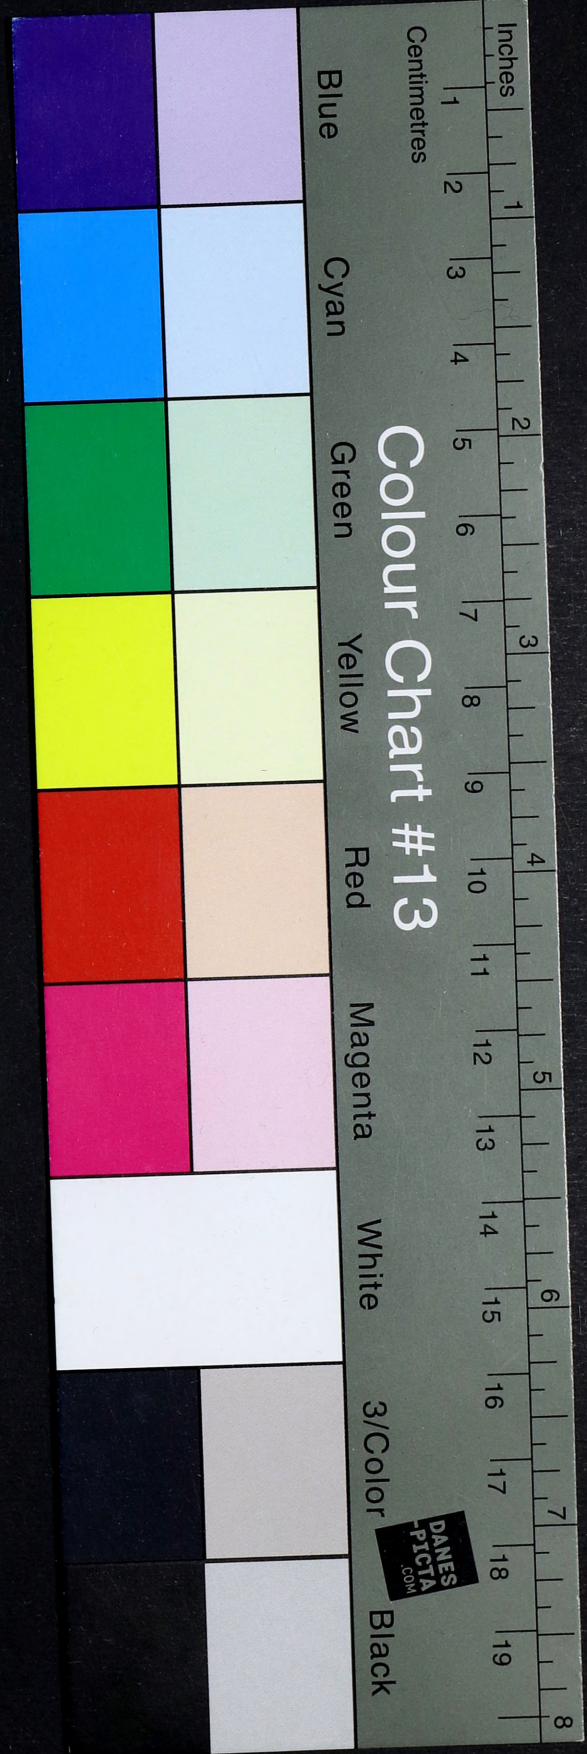 Inches
1 2 3 4 5 6 7 8
Centimetres
1 2 3 4 5 6 7 8 9 10 11 12 13 14 15 16 17 18 19
Colour Chart #13
Blue Cyan Green Yellow Red Magenta White 3/Color Black
DANES
-PICTA
.COM